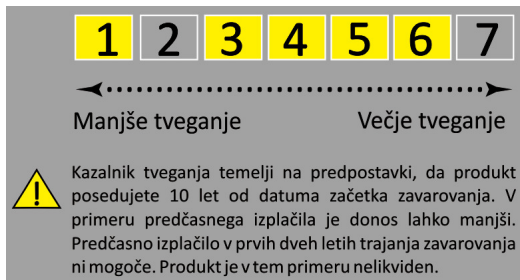 1 2 3 4 5 6 7
Manjše tveganje Večje tveganje
Kazalnik tveganja temelji na predpostavki, da produkt
posedujete 10 let od datuma začetka zavarovanja. V
primeru predčasnega izplačila je donos lahko manjši.
Predčasno izplačilo v prvih dveh letih trajanja zavarovanja
ni mogoče. Produkt je v tem primeru nelikviden.